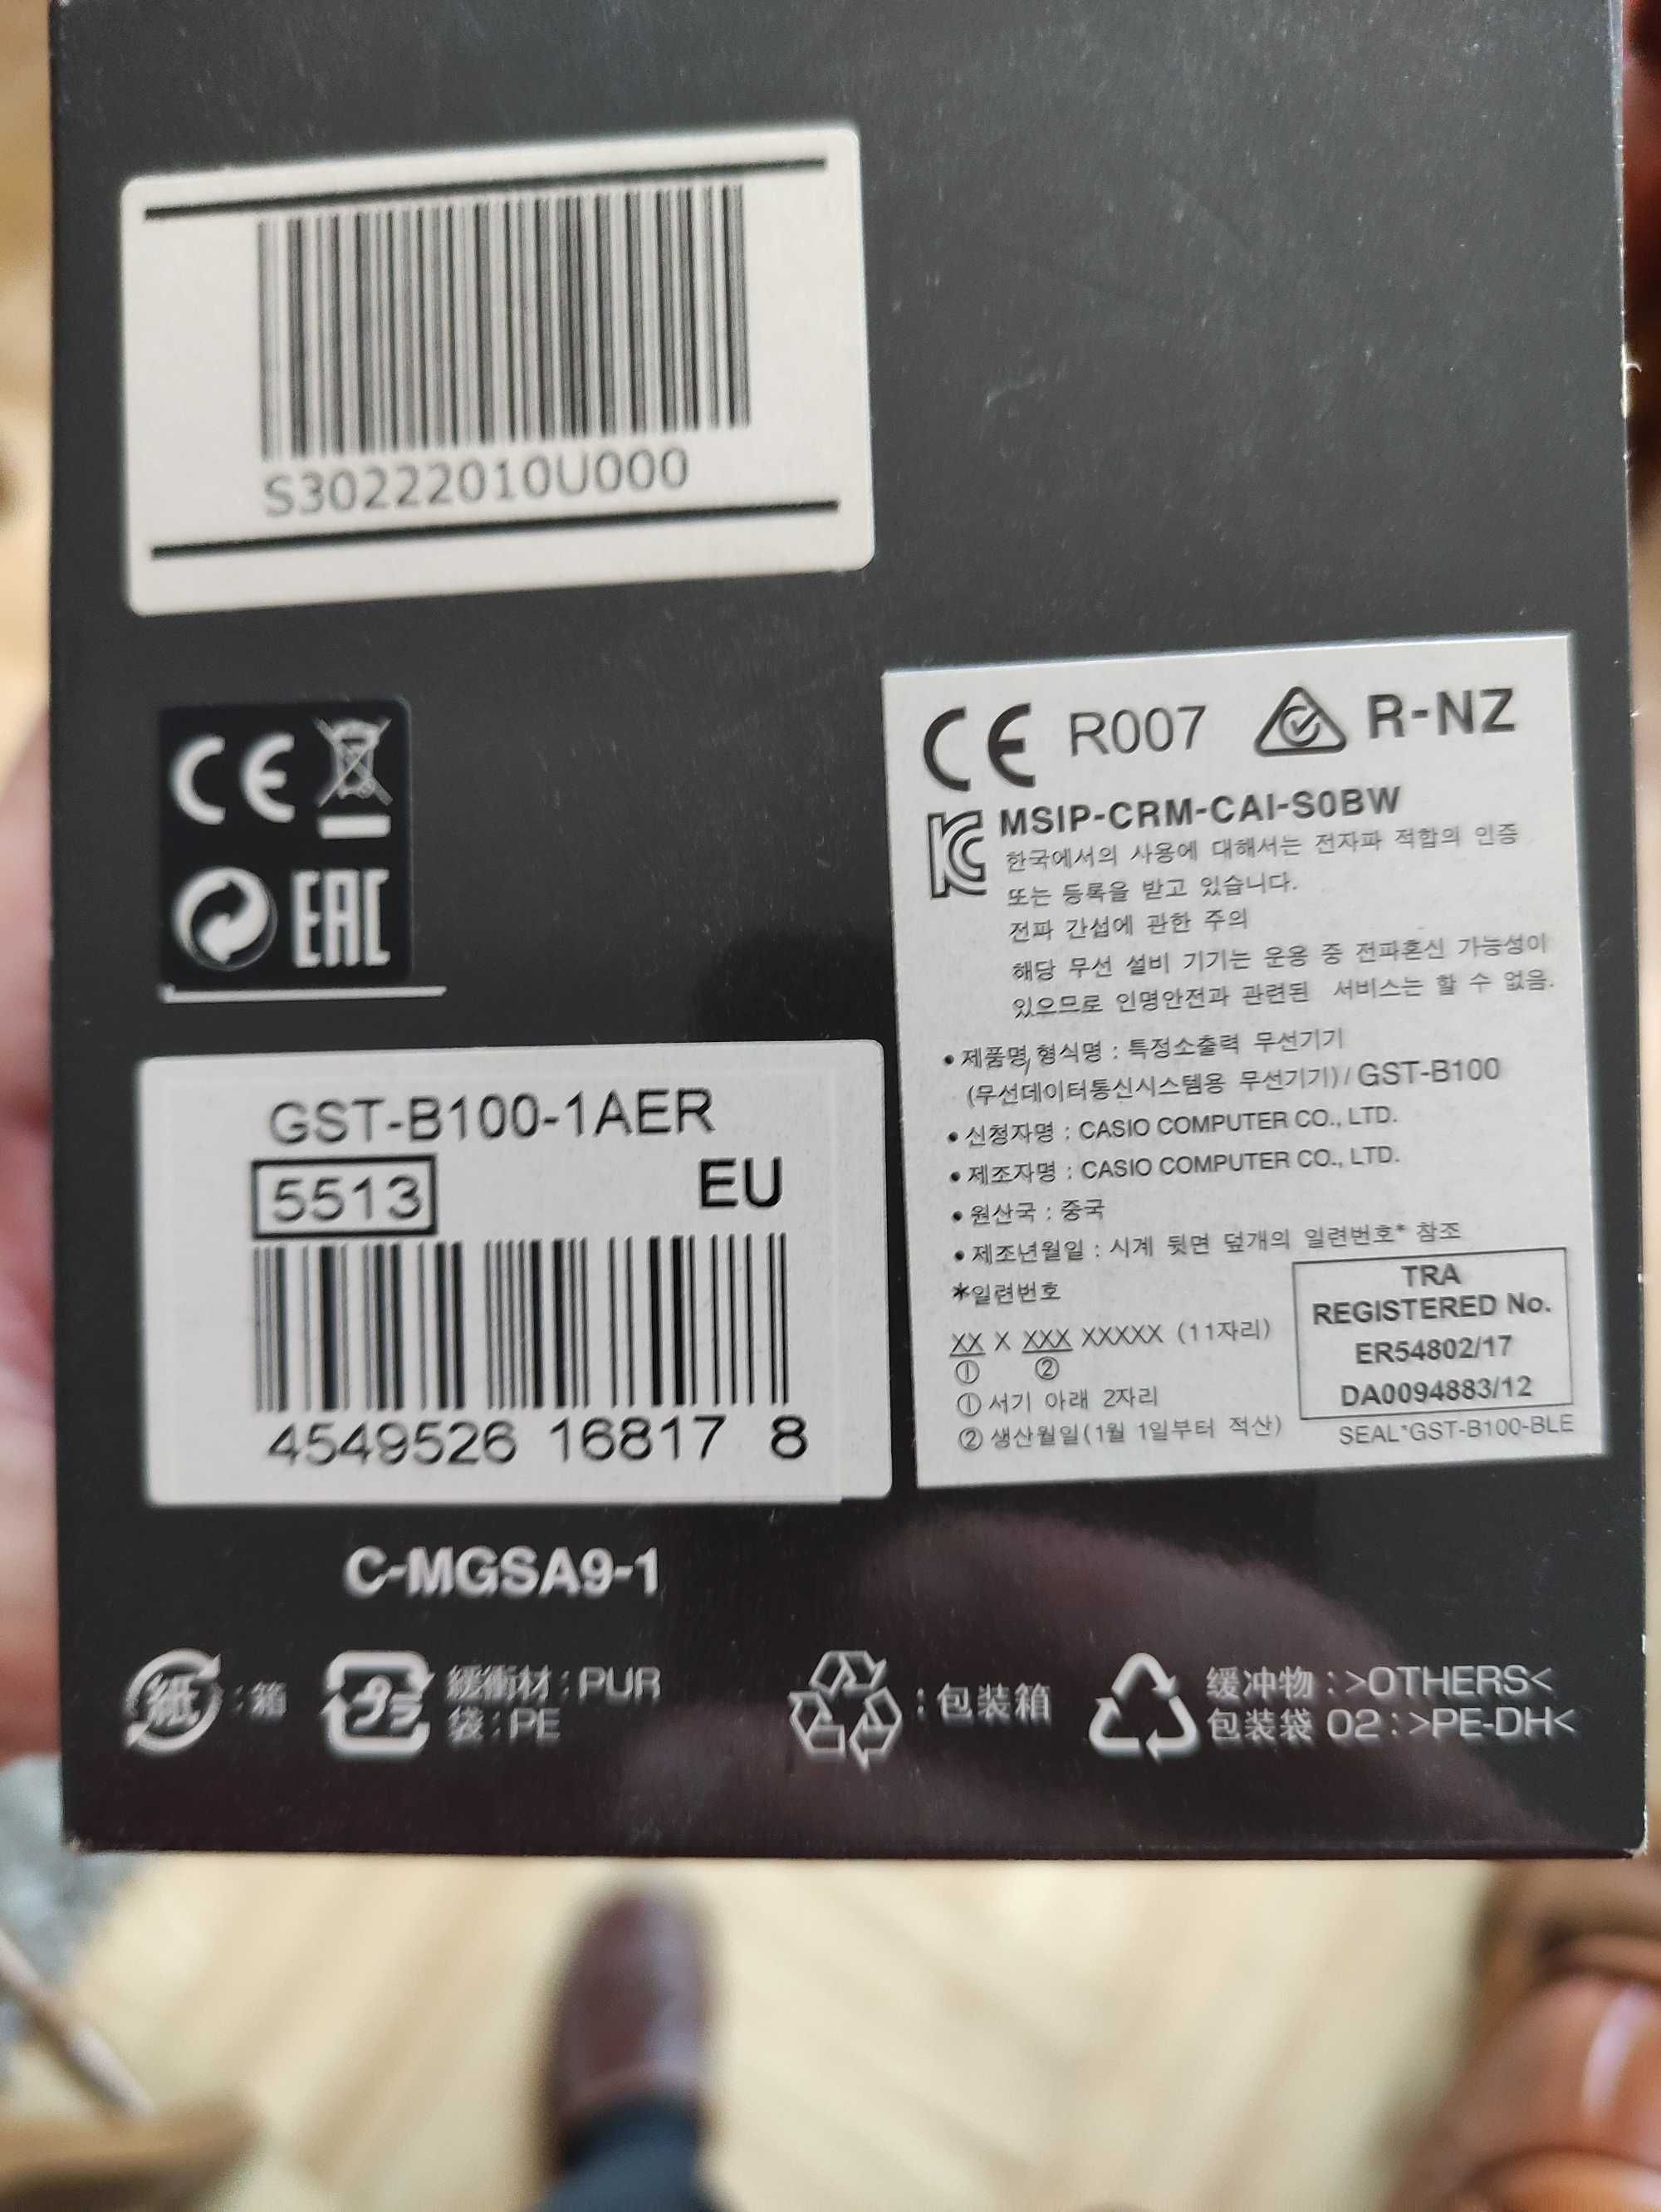 S30222010U000
CE
EAC
CE R007 R-NZ
MSIP-CRM-CAI-S0BW
한국에서의 사용에 대해서는 전자파 적합의 인증
또는 등록을 받고 있습니다.
전파 간섭에 관한 주의
해당 무선 설비 기기는 운용 중 전파혼신 가능성이
있으므로 인명안전과 관련된 서비스는 할 수 없음.
•제품명,형식명 : 특정소출력 무선기기
(무선데이터통신시스템용 무선기기)/GST-B100
•신청자명 : CASIO COMPUTER CO., LTD.
•제조자명 : CASIO COMPUTER CO., LTD.
•원산국 : 중국
•제조년월일 : 시계 뒷면 덮개의 일련번호* 참조
*일련번호
XX X XXX XXXXX (11자리)
① ②
①서기 아래 2자리
②생산월일(1월 1일부터 적산)
TRA
REGISTERED No.
ER54802/17
DA0094883/12
SEAL*GST-B100-BLE
GST-B100-1AER
5513 EU
4549526 16817 8
C-MGSA9-1
紙 : 箱
プラ 緩衝材 : PUR
袋 : PE
: 包装箱
缓冲物 : >OTHERS<
包装袋 02 : >PE-DH<